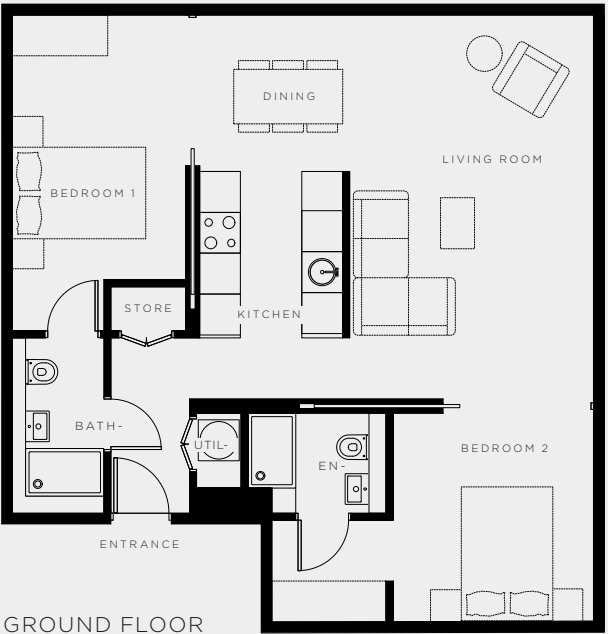 DINING
LIVING ROOM
BEDROOM 1
STORE
KITCHEN
BATH-
UTIL-
EN-
BEDROOM 2
ENTRANCE
GROUND FLOOR